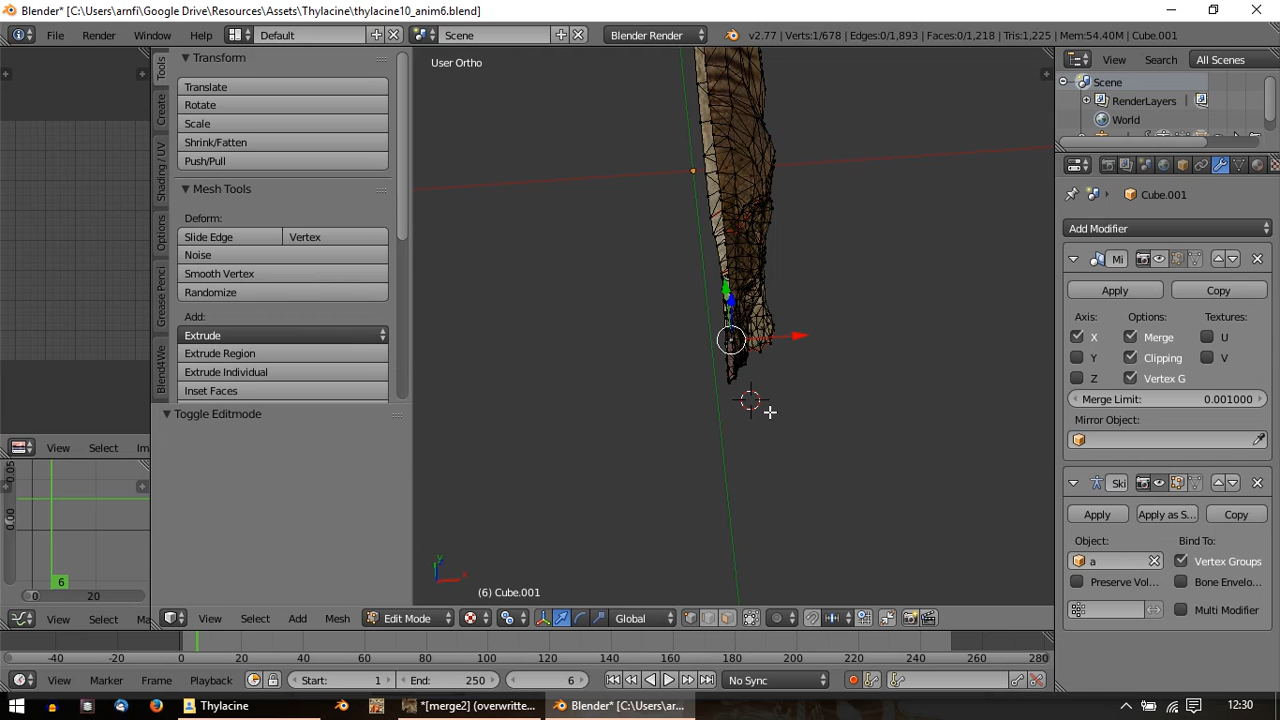 Blender* [C:\Users\arnfi\Google Drive\Resources\Assets\Thylacine\thylacine10_anim6.blend]
File Render Window Help Default Scene Blender Render v2.77 | Verts:1/678 | Edges:0/1,893 | Faces:0/1,218 | Tris:1,225 | Mem:54.40M | Cube.001
Tools
Create
Shading / UV
Options
Grease Penci
Blend4We
Transform
Translate
Rotate
Scale
Shrink/Fatten
Push/Pull
Mesh Tools
Deform:
Slide Edge Vertex
Noise
Smooth Vertex
Randomize
Add:
Extrude
Extrude Region
Extrude Individual
Inset Faces
Toggle Editmode
User Ortho
(6) Cube.001
View Search All Scenes
Scene
RenderLayers
World
Cube.001
Add Modifier
Mi
Apply Copy
Axis: Options: Textures:
X Merge U
Y Clipping V
Z Vertex G
Merge Limit: 0.001000
Mirror Object:
Ski
Apply Apply as S... Copy
Object: Bind To:
a Vertex Groups
Preserve Vol... Bone Envelo...
Multi Modifier
View Select Im
0.05
0.00
6
0 20
View Select
View Select Add Mesh Edit Mode Global
-40 -20 0 20 40 60 80 100 120 140 160 180 200 220 240 260 280
View Marker Frame Playback Start: 1 End: 250 6 No Sync
Thylacine *[merge2] (overwritte... Blender* [C:\Users\ar... 12:30